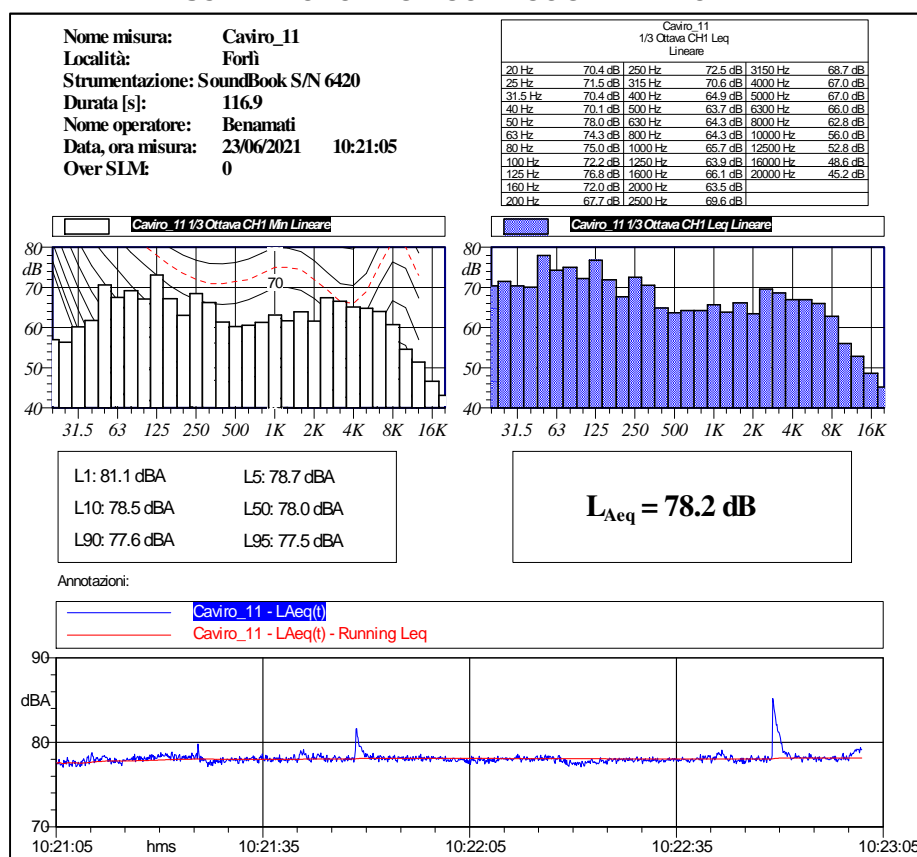 Nome misura: Caviro_11
Località: Forlì
Strumentazione: SoundBook S/N 6420
Durata [s]: 116.9
Nome operatore: Benamati
Data, ora misura: 23/06/2021 10:21:05
Over SLM: 0
Caviro_11
1/3 Ottava CH1 Leq
Lineare
20 Hz 70.4 dB 250 Hz 72.5 dB 3150 Hz 68.7 dB
25 Hz 71.5 dB 315 Hz 70.6 dB 4000 Hz 67.0 dB
31.5 Hz 70.4 dB 400 Hz 64.9 dB 5000 Hz 67.0 dB
40 Hz 70.1 dB 500 Hz 63.7 dB 6300 Hz 66.0 dB
50 Hz 78.0 dB 630 Hz 64.3 dB 8000 Hz 62.8 dB
63 Hz 74.3 dB 800 Hz 64.3 dB 10000 Hz 56.0 dB
80 Hz 75.0 dB 1000 Hz 65.7 dB 12500 Hz 52.8 dB
100 Hz 72.2 dB 1250 Hz 63.9 dB 16000 Hz 48.6 dB
125 Hz 76.8 dB 1600 Hz 66.1 dB 20000 Hz 45.2 dB
160 Hz 72.0 dB 2000 Hz 63.5 dB
200 Hz 67.7 dB 2500 Hz 69.6 dB
Caviro_11 1/3 Ottava CH1 Min Lineare
80
dB
70
60
50
40
70
31.5 63 125 250 500 1K 2K 4K 8K 16K
Caviro_11 1/3 Ottava CH1 Leq Lineare
80
dB
70
60
50
40
31.5 63 125 250 500 1K 2K 4K 8K 16K
L1: 81.1 dBA L5: 78.7 dBA
L10: 78.5 dBA L50: 78.0 dBA
L90: 77.6 dBA L95: 77.5 dBA
LAeq = 78.2 dB
Annotazioni:
Caviro_11 - LAeq(t)
Caviro_11 - LAeq(t) - Running Leq
90
dBA
80
70
10:21:05 hms 10:21:35 10:22:05 10:22:35 10:23:05